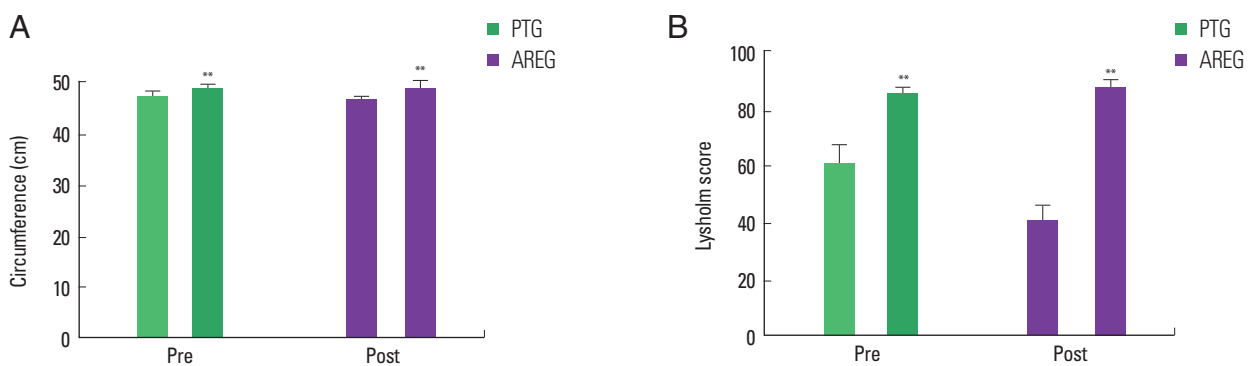 A
PTG
AREG
Circumference (cm)
50
40
30
20
10
0
**
**
Pre
Post
B
PTG
AREG
Lysholm score
100
80
60
40
20
0
**
**
Pre
Post